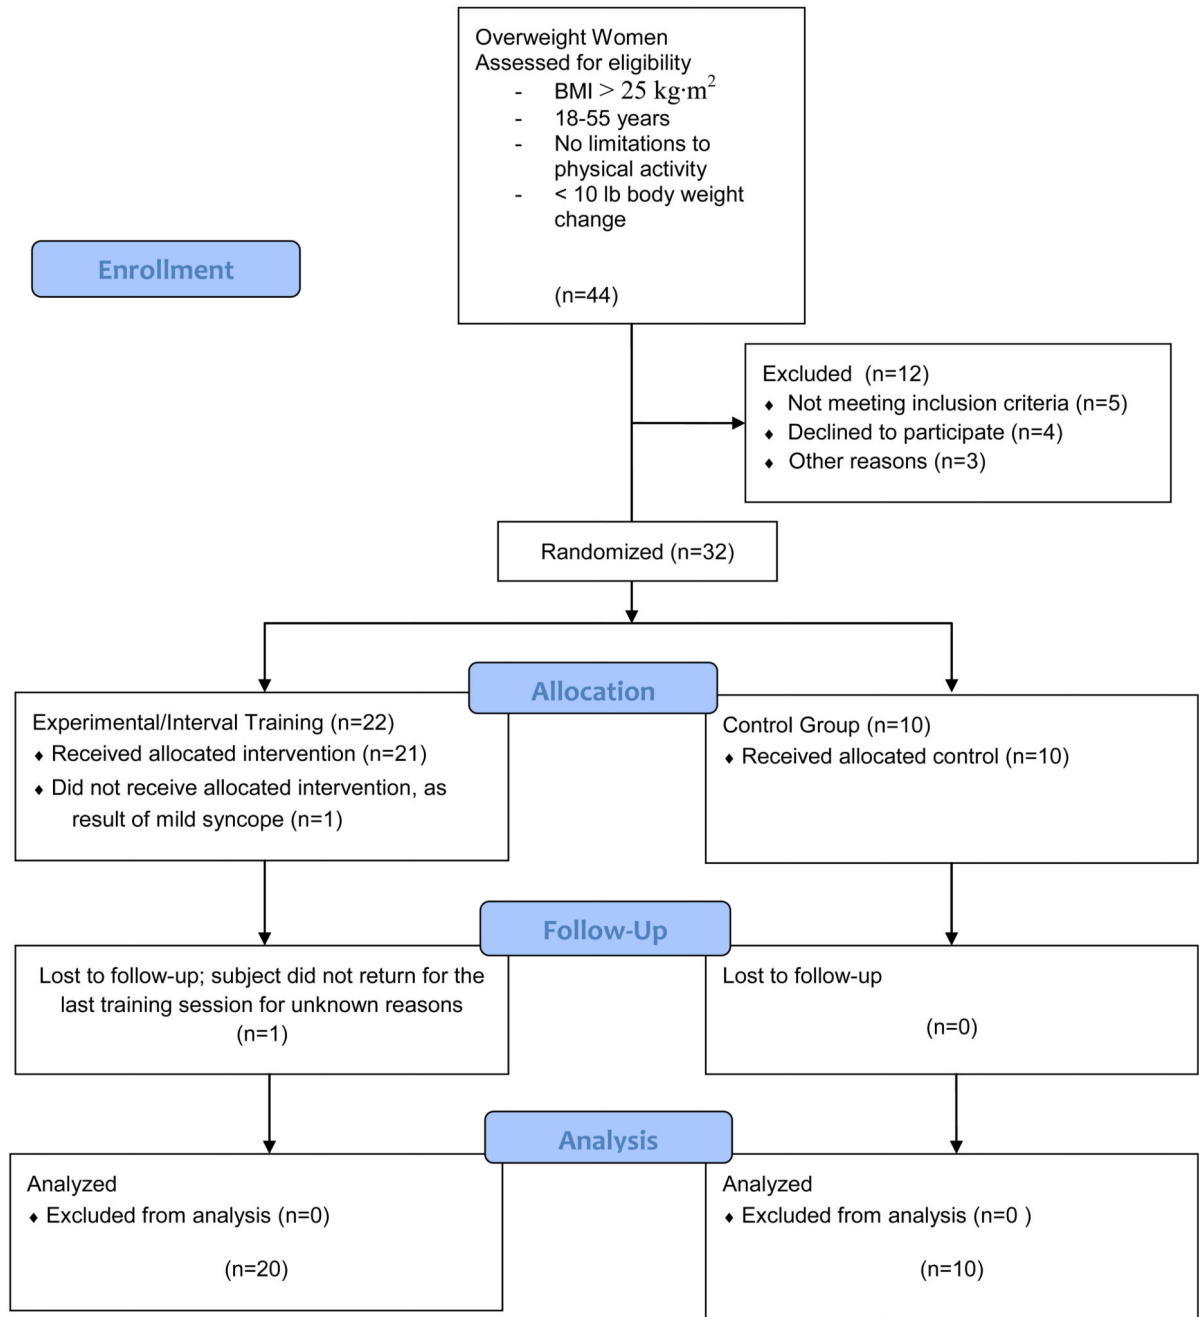 Overweight Women
Assessed for eligibility
- BMI > 25 kg·m²
- 18-55 years
- No limitations to
physical activity
- < 10 lb body weight
change
(n=44)
Enrollment
Excluded (n=12)
♦ Not meeting inclusion criteria (n=5)
♦ Declined to participate (n=4)
♦ Other reasons (n=3)
Randomized (n=32)
Allocation
Experimental/Interval Training (n=22)
♦ Received allocated intervention (n=21)
♦ Did not receive allocated intervention, as
result of mild syncope (n=1)
Control Group (n=10)
♦ Received allocated control (n=10)
Follow-Up
Lost to follow-up; subject did not return for the
last training session for unknown reasons
(n=1)
Lost to follow-up
(n=0)
Analysis
Analyzed
♦ Excluded from analysis (n=0)
(n=20)
Analyzed
♦ Excluded from analysis (n=0 )
(n=10)